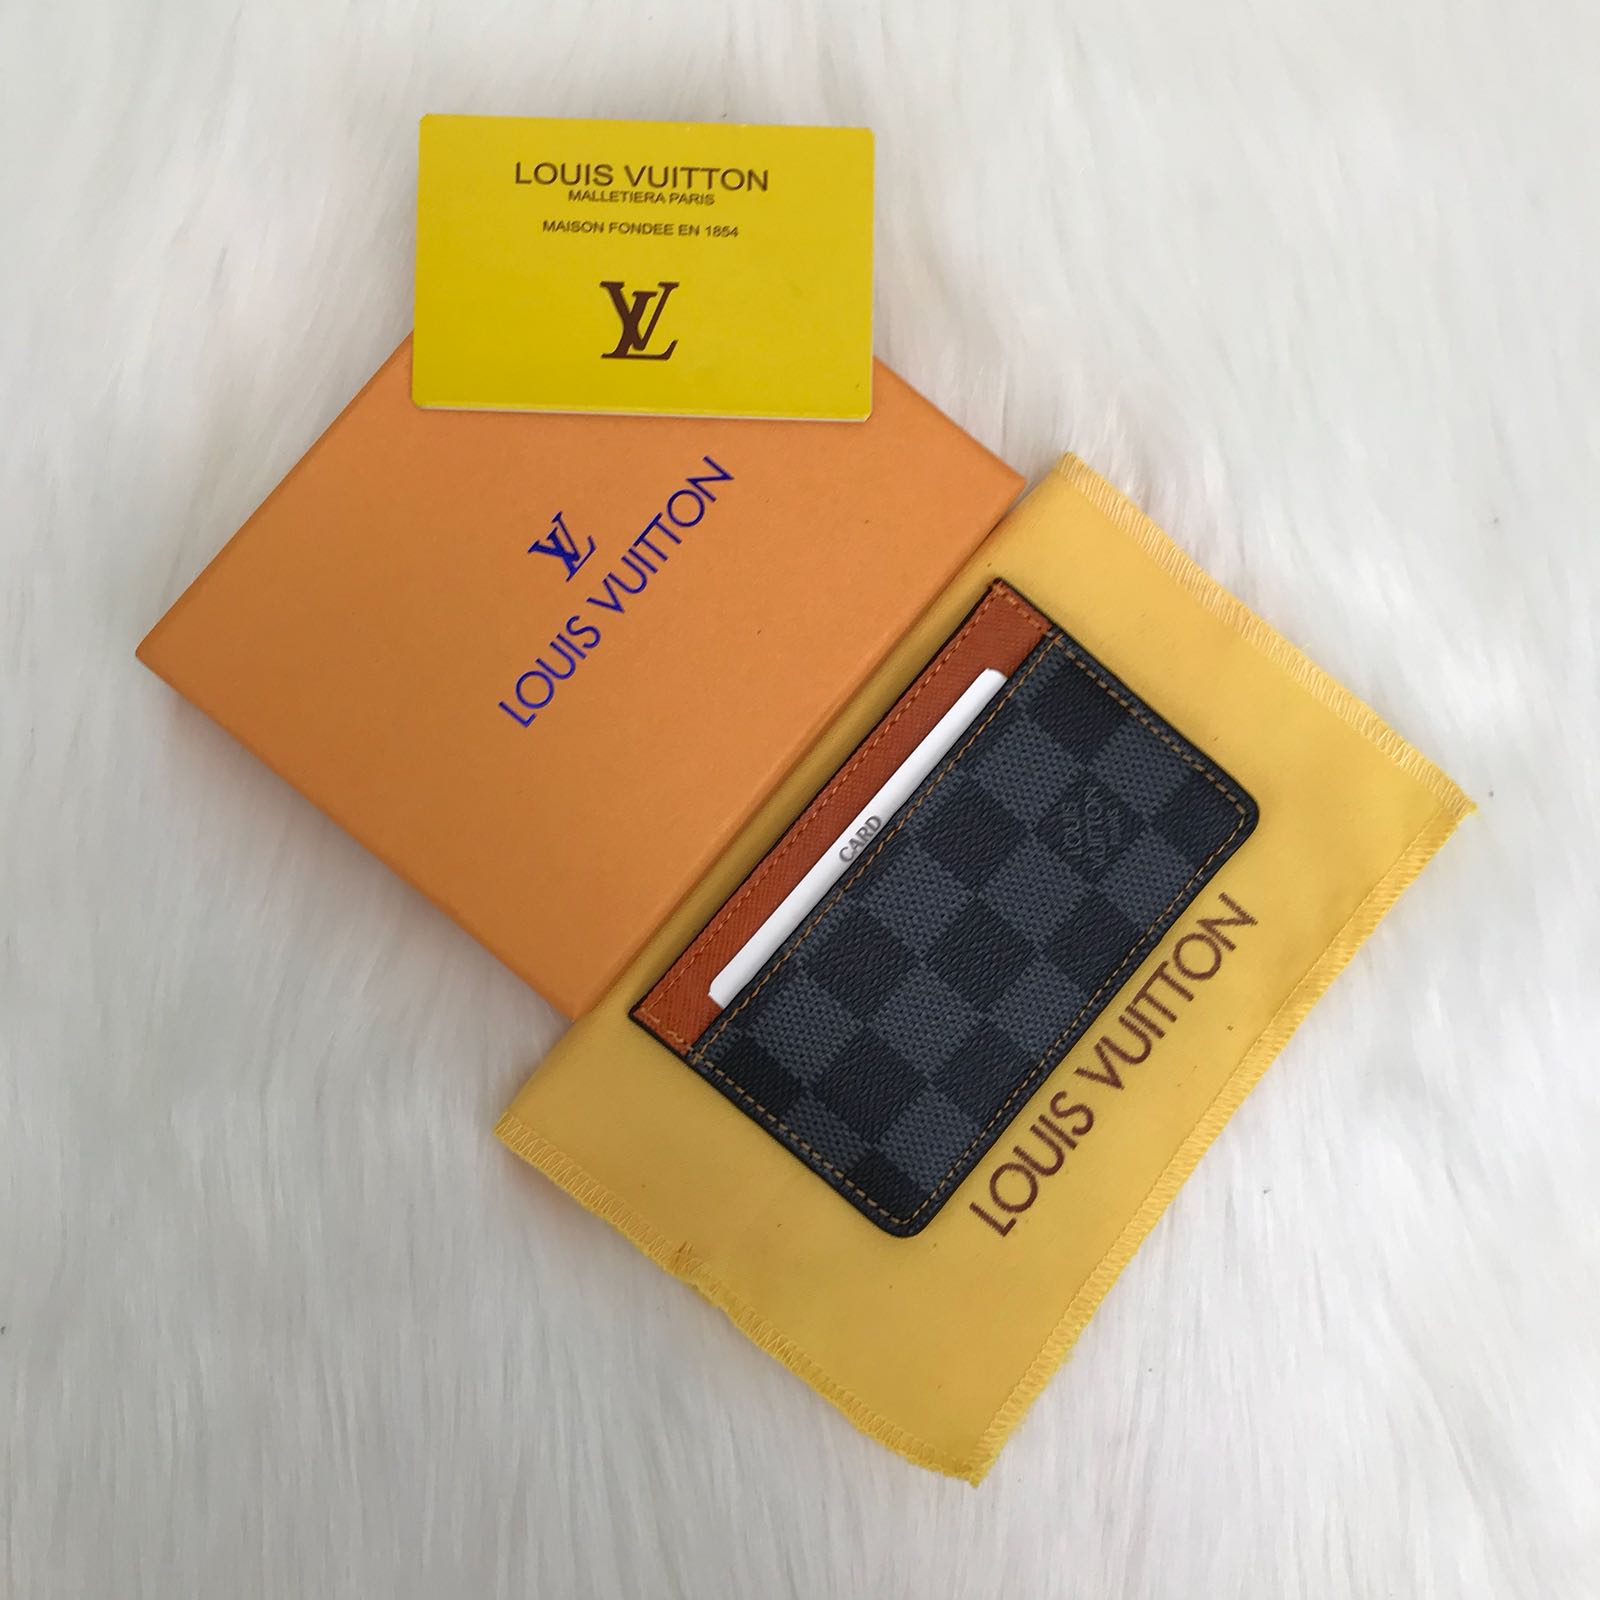 LOUIS VUITTON
MALLETIERA PARIS
MAISON FONDEE EN 1854
LV
LV
LOUIS VUITTON
CARD
LOUIS
VUITTON
LOUIS VUITTON